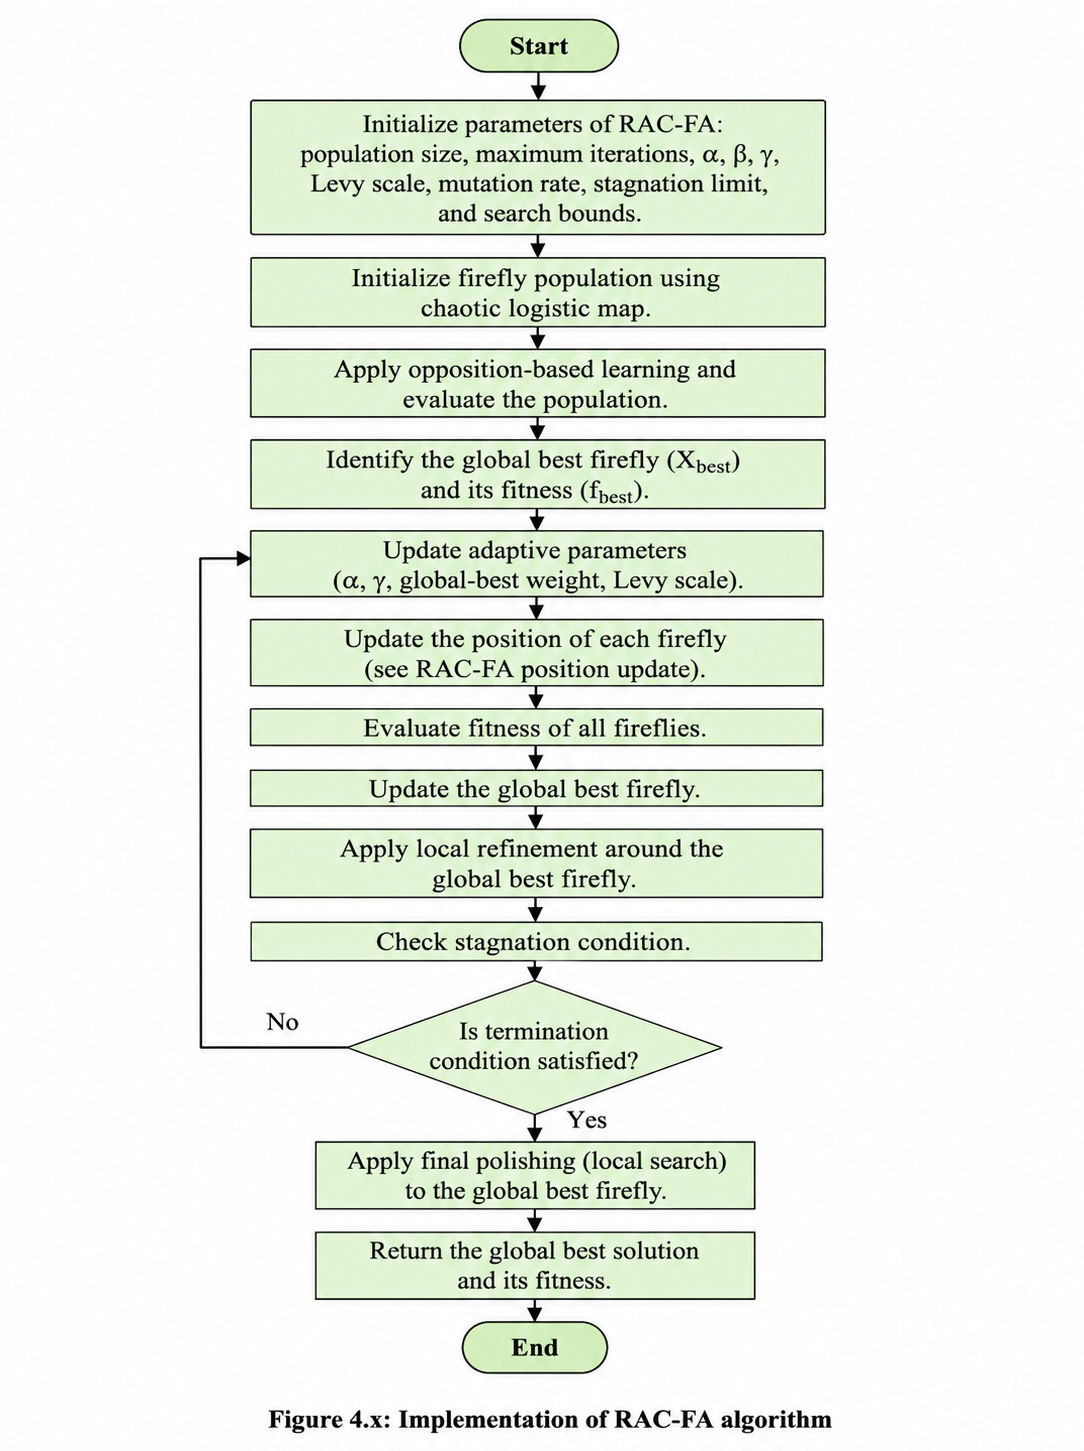 Start
Initialize parameters of RAC-FA:
population size, maximum iterations, α, β, γ,
Levy scale, mutation rate, stagnation limit,
and search bounds.
Initialize firefly population using
chaotic logistic map.
Apply opposition-based learning and
evaluate the population.
Identify the global best firefly (X_best)
and its fitness (f_best).
Update adaptive parameters
(α, γ, global-best weight, Levy scale).
Update the position of each firefly
(see RAC-FA position update).
Evaluate fitness of all fireflies.
Update the global best firefly.
Apply local refinement around the
global best firefly.
Check stagnation condition.
Is termination
condition satisfied?
No
Yes
Apply final polishing (local search)
to the global best firefly.
Return the global best solution
and its fitness.
End
Figure 4.x: Implementation of RAC-FA algorithm